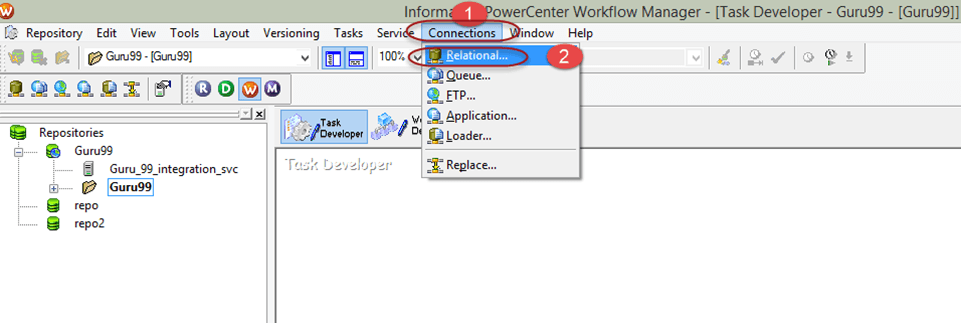 Informa PowerCenter Workflow Manager - [Task Developer - Guru99 - [Guru99]]
1
Repository Edit View Tools Layout Versioning Tasks Service Connections Window Help
Guru99 - [Guru99] 100% Relational... 2
Queue...
R D W M FTP...
Application...
Loader...
Replace...
Repositories
Guru99
Guru_99_integration_svc
Guru99
repo
repo2
Task
Developer
W
De
Task Developer